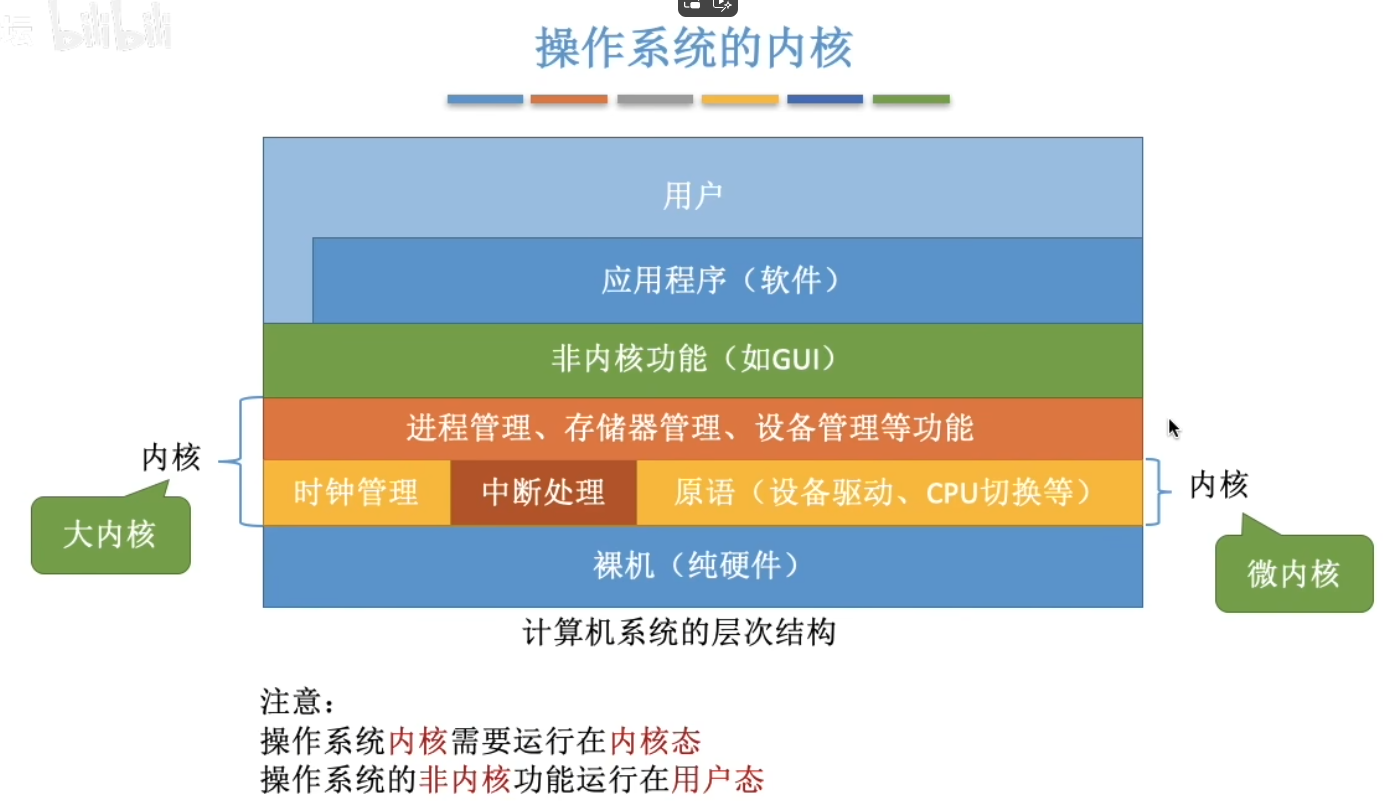 坛 bilibili
操作系统的内核
用户
应用程序（软件）
非内核功能（如GUI）
进程管理、存储器管理、设备管理等功能
时钟管理 中断处理 原语（设备驱动、CPU切换等）
内核
大内核
内核
微内核
裸机（纯硬件）
计算机系统的层次结构
注意：
操作系统内核需要运行在内核态
操作系统的非内核功能运行在用户态